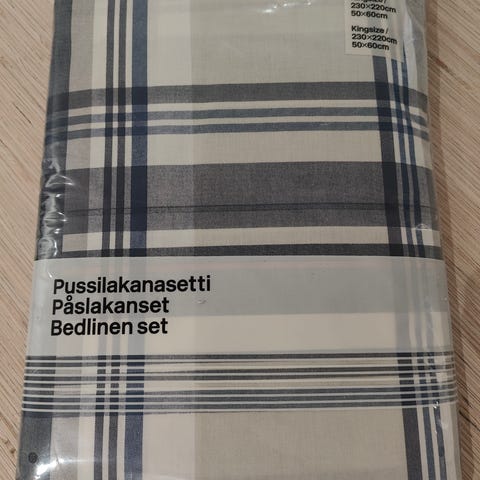 230×220cm
50×60cm
Kingsize /
230×220cm
50×60cm
Pussilakanasetti
Påslakanset
Bedlinen set